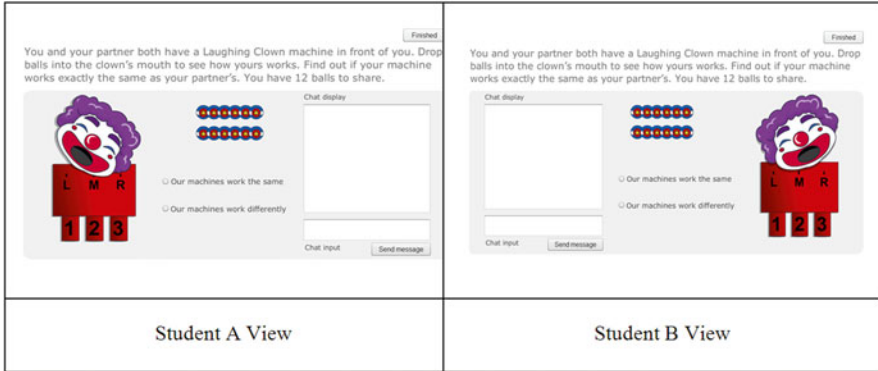 Finished
You and your partner both have a Laughing Clown machine in front of you. Drop
balls into the clown's mouth to see how yours works. Find out if your machine
works exactly the same as your partner's. You have 12 balls to share.
Chat display
L M R
Our machines work the same
Our machines work differently
1 2 3
Chat input
Send message
Student A View
Finished
You and your partner both have a Laughing Clown machine in front of you. Drop
balls into the clown's mouth to see how yours works. Find out if your machine
works exactly the same as your partner's. You have 12 balls to share.
Chat display
Our machines work the same
L M R
Our machines work differently
1 2 3
Chat input
Send message
Student B View